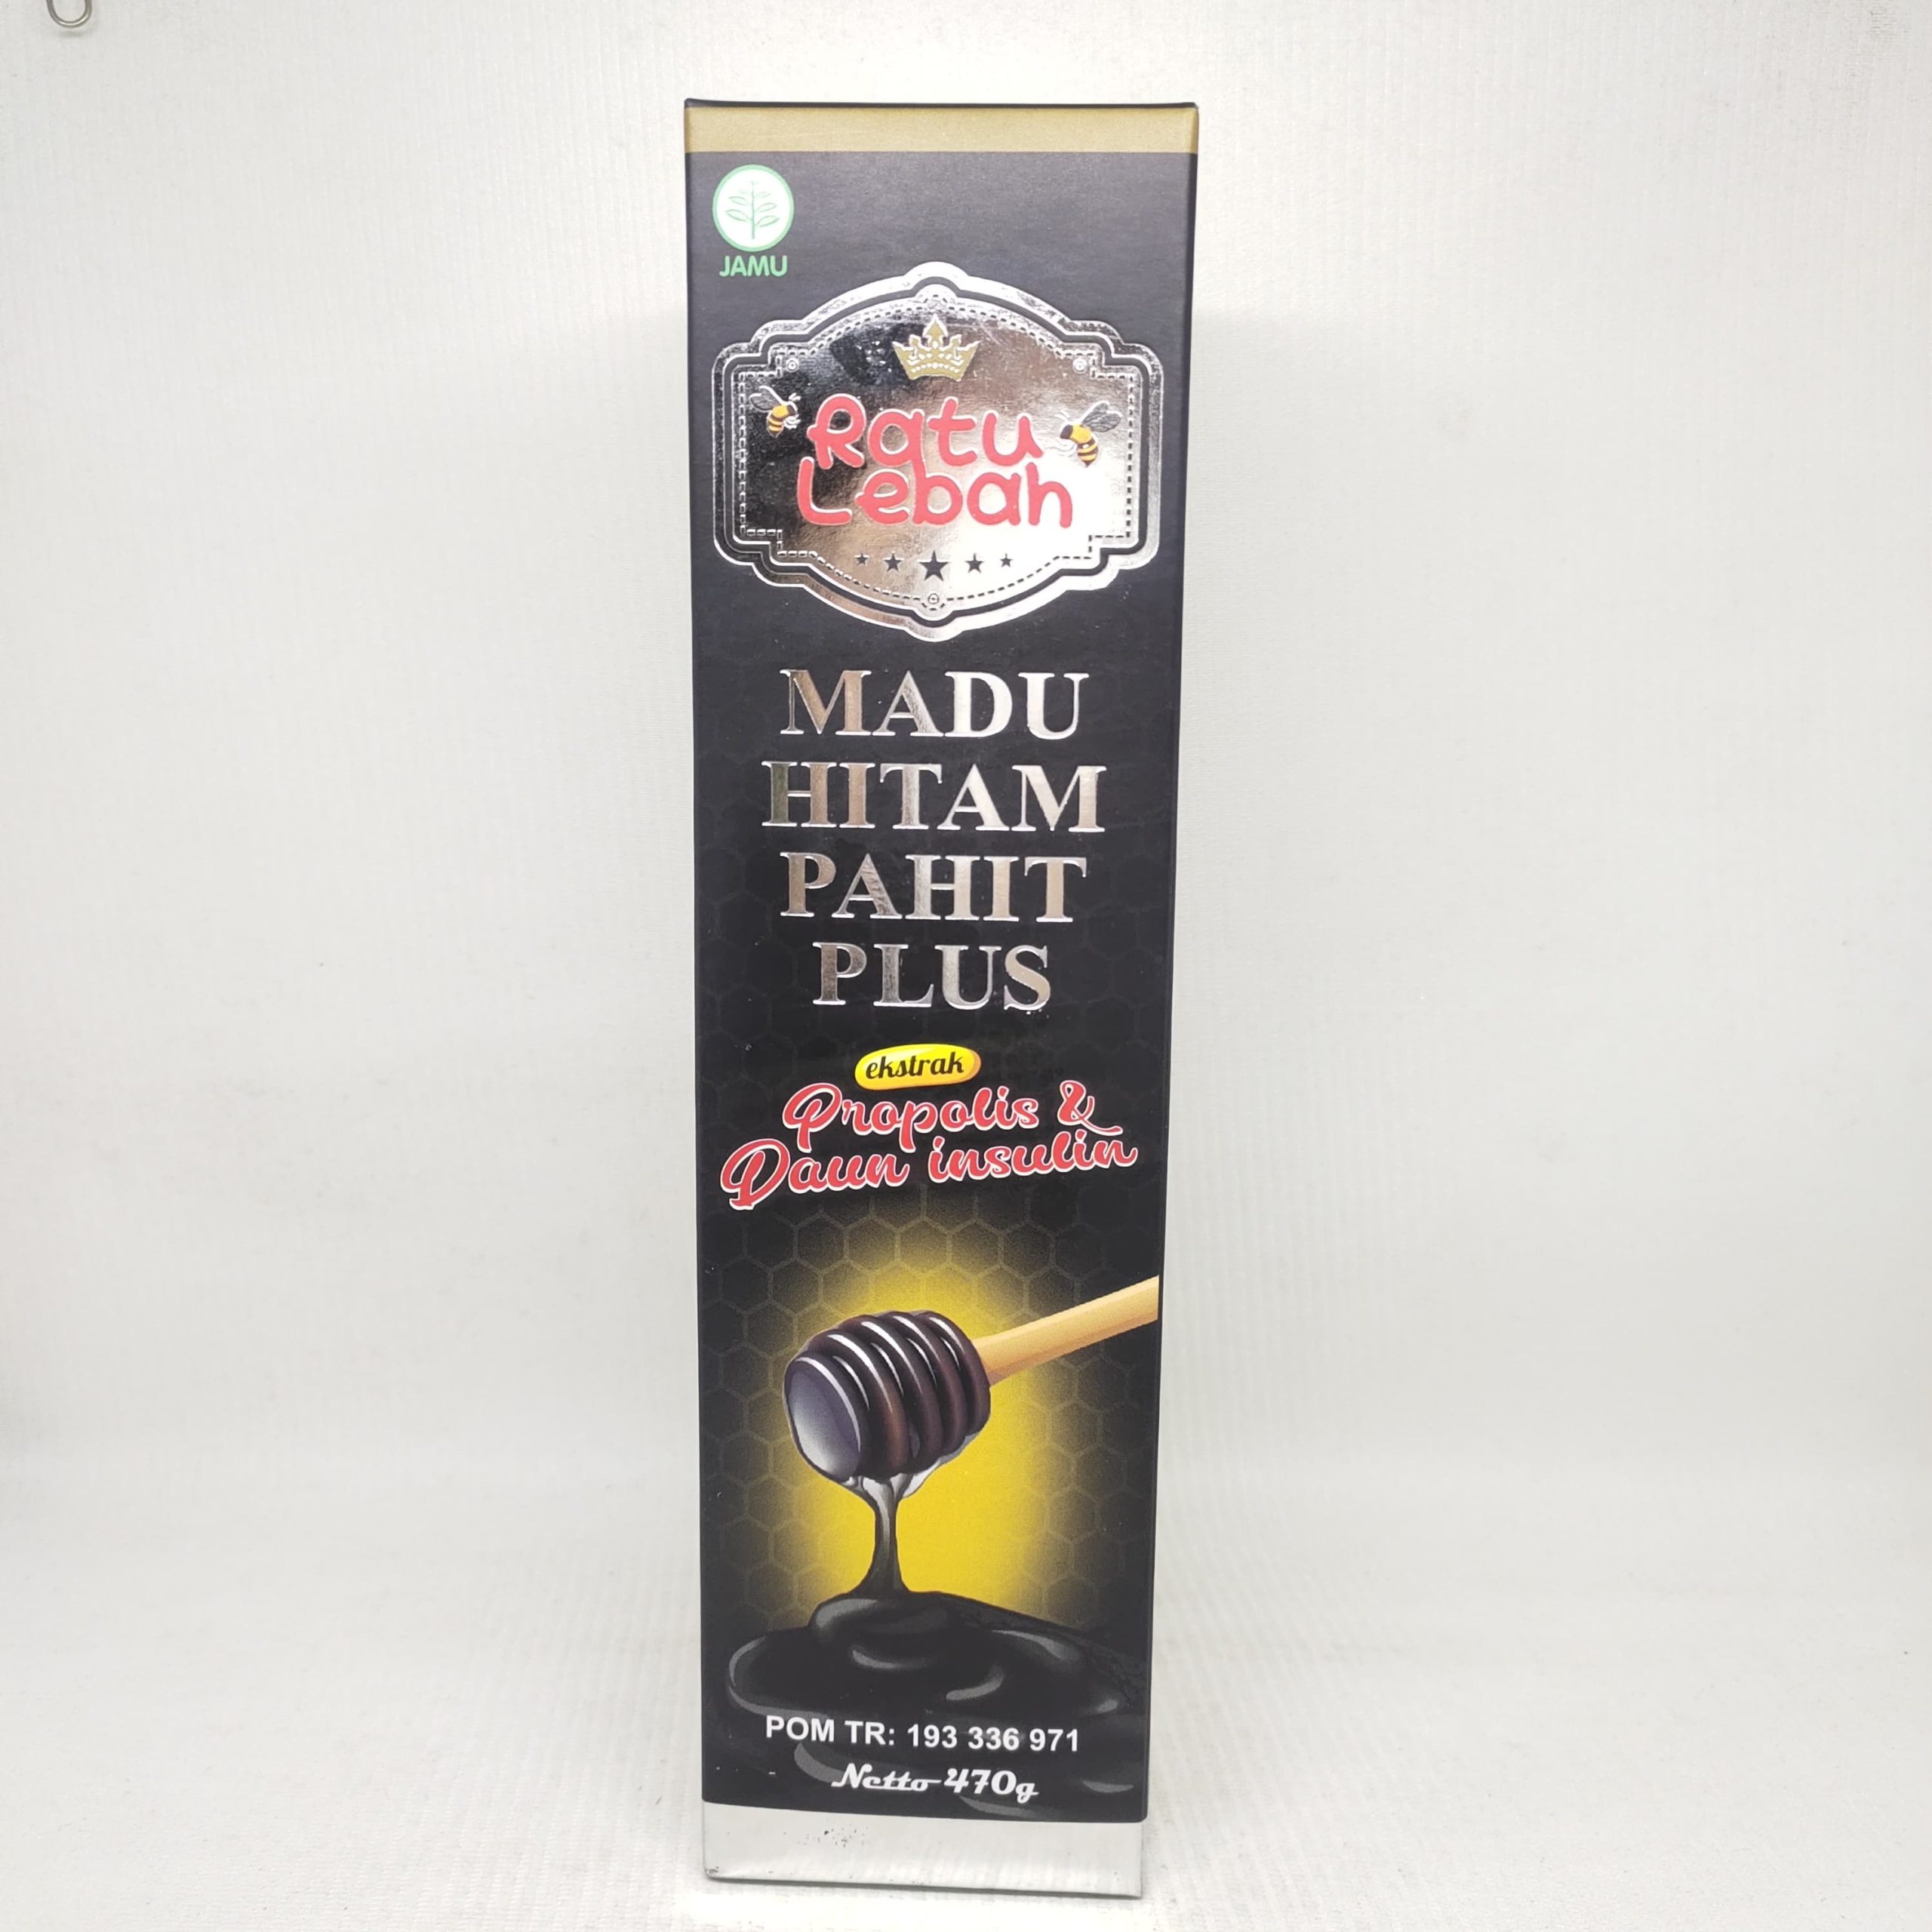 JAMU
Ratu
Lebah
MADU
HITAM
PAHIT
PLUS
ekstrak
Propolis &
Daun insulin
POM TR: 193 336 971
Netto 470g